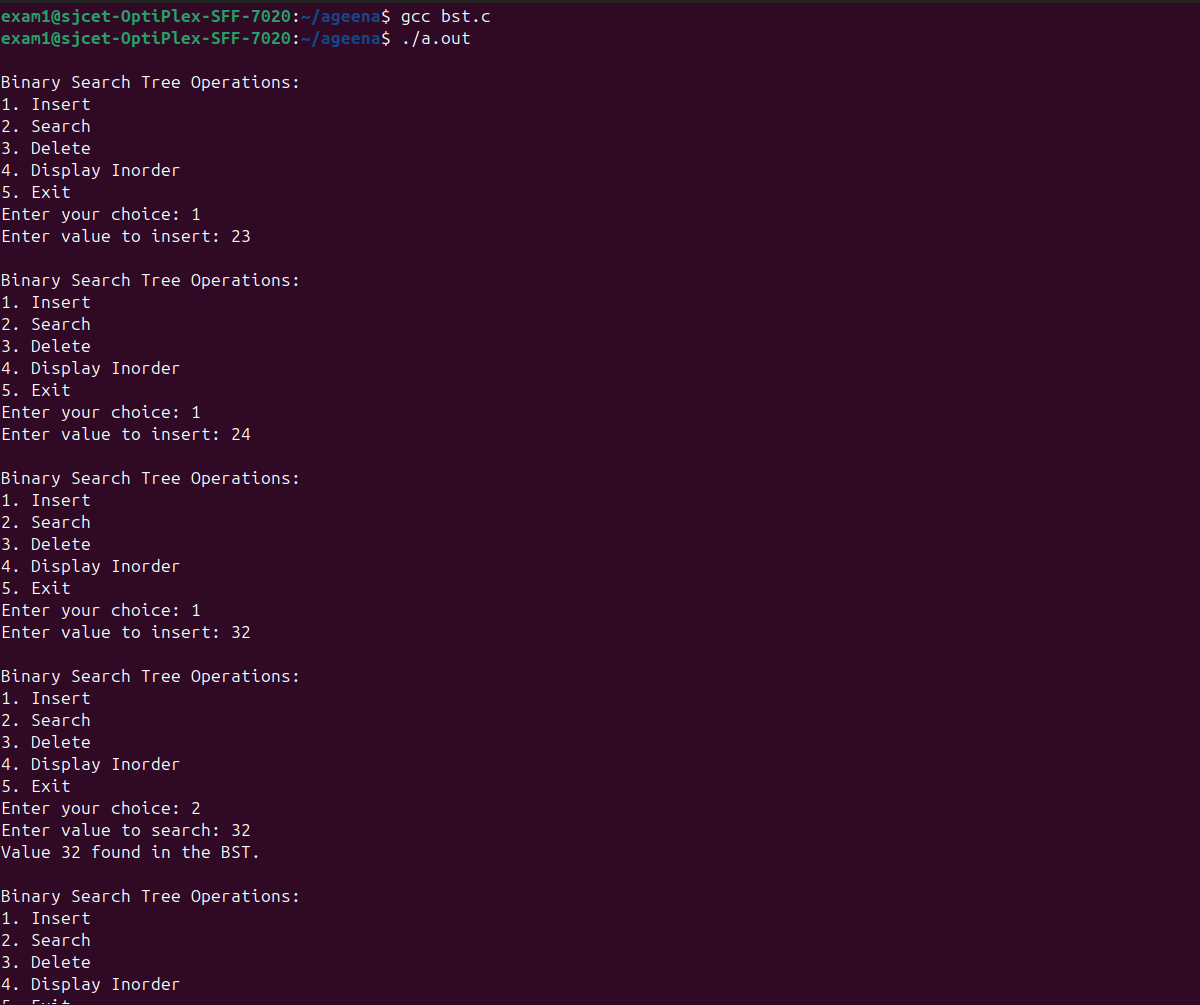 exam1@sjcet-OptiPlex-SFF-7020:~/ageena$ gcc bst.c
exam1@sjcet-OptiPlex-SFF-7020:~/ageena$ ./a.out
Binary Search Tree Operations:
1. Insert
2. Search
3. Delete
4. Display Inorder
5. Exit
Enter your choice: 1
Enter value to insert: 23
Binary Search Tree Operations:
1. Insert
2. Search
3. Delete
4. Display Inorder
5. Exit
Enter your choice: 1
Enter value to insert: 24
Binary Search Tree Operations:
1. Insert
2. Search
3. Delete
4. Display Inorder
5. Exit
Enter your choice: 1
Enter value to insert: 32
Binary Search Tree Operations:
1. Insert
2. Search
3. Delete
4. Display Inorder
5. Exit
Enter your choice: 2
Enter value to search: 32
Value 32 found in the BST.
Binary Search Tree Operations:
1. Insert
2. Search
3. Delete
4. Display Inorder
5. Exit